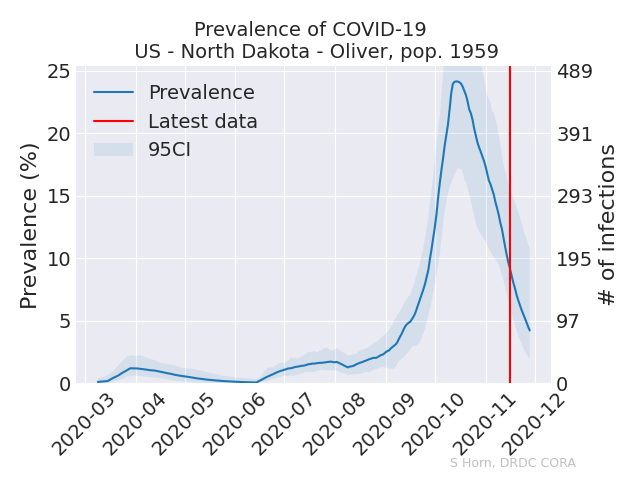 Prevalence of COVID-19
US - North Dakota - Oliver, pop. 1959
25
20
15
10
5
0
Prevalence (%)
Prevalence
Latest data
95CI
489
391
293
195
97
0
# of infections
2020-03
2020-04
2020-05
2020-06
2020-07
2020-08
2020-09
2020-10
2020-11
2020-12
S Horn, DRDC CORA